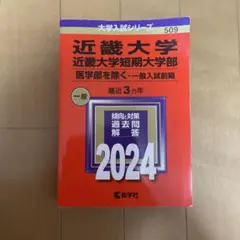 大学入試シリーズ
509
近畿大学
近畿大学短期大学部
医学部を除く-一般入試前期
一般
最近3カ年
傾向と対策
過去問
解答
2024
教学社